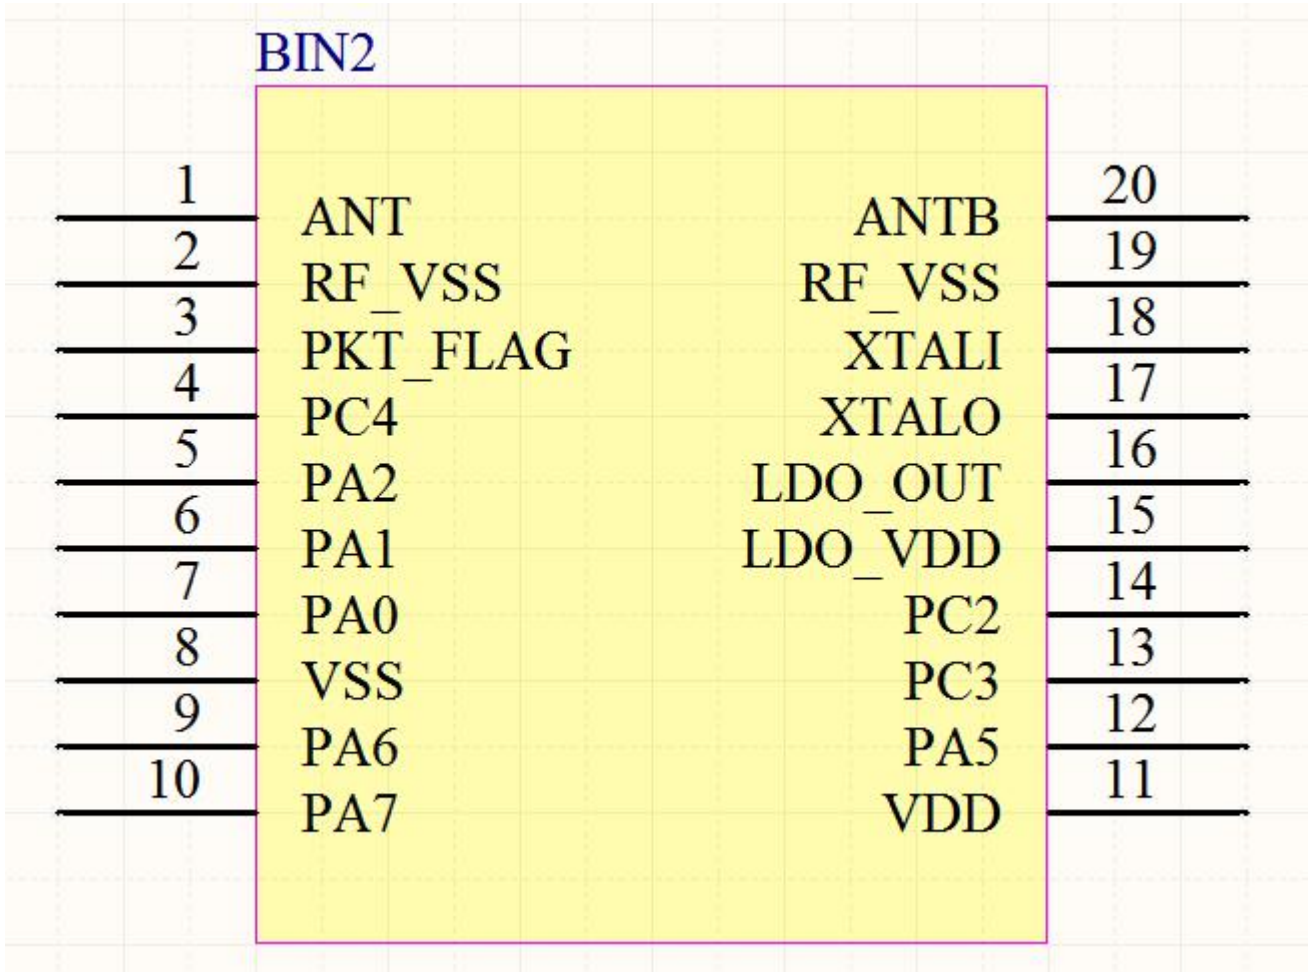 BIN2
1 ANT
2 RF_VSS
3 PKT_FLAG
4 PC4
5 PA2
6 PA1
7 PA0
8 VSS
9 PA6
10 PA7
ANTB 20
RF_VSS 19
XTALI 18
XTALO 17
LDO_OUT 16
LDO_VDD 15
PC2 14
PC3 13
PA5 12
VDD 11